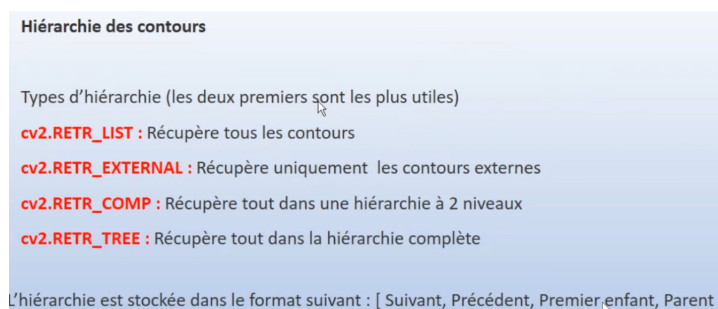 Hiérarchie des contours
Types d’hiérarchie (les deux premiers sont les plus utiles)
cv2.RETR_LIST : Récupère tous les contours
cv2.RETR_EXTERNAL : Récupère uniquement les contours externes
cv2.RETR_COMP : Récupère tout dans une hiérarchie à 2 niveaux
cv2.RETR_TREE : Récupère tout dans la hiérarchie complète
L’hiérarchie est stockée dans le format suivant : [ Suivant, Précédent, Premier enfant, Parent